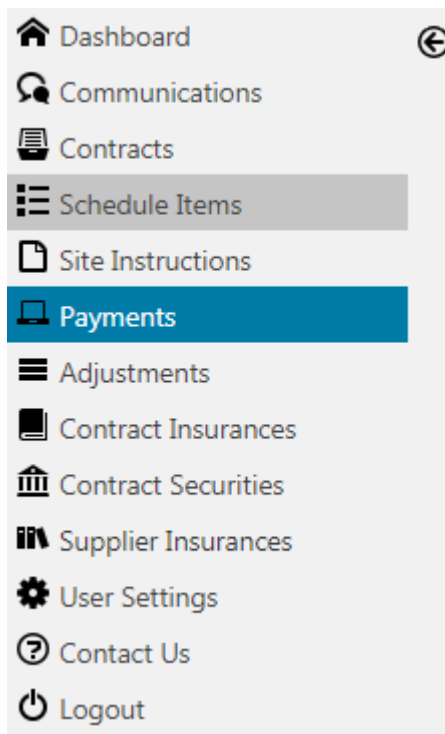 Dashboard
Communications
Contracts
Schedule Items
Site Instructions
Payments
Adjustments
Contract Insurances
Contract Securities
Supplier Insurances
User Settings
Contact Us
Logout